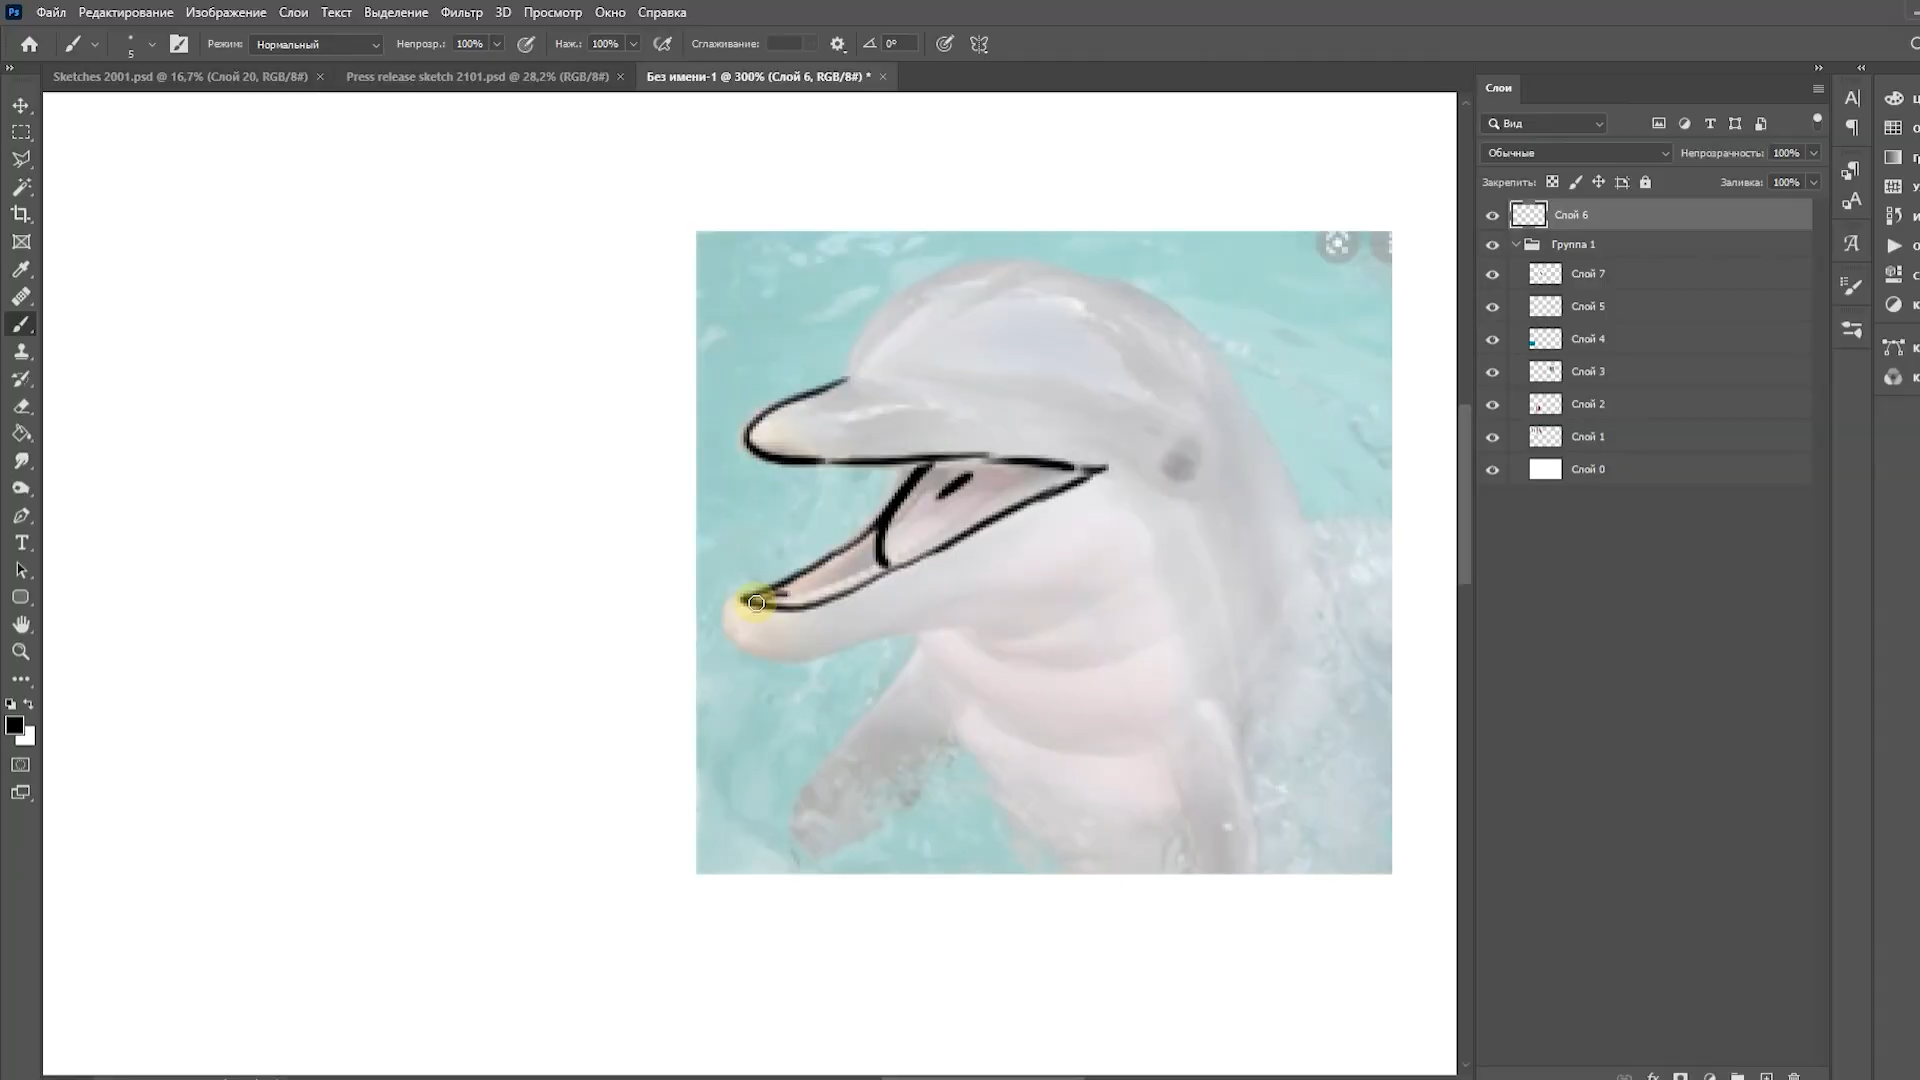 Ps Файл Редактирование Изображение Слои Текст Выделение Фильтр 3D Просмотр Окно Справка
5 Режим: Нормальный Непрозр.: 100% Наж.: 100% Сглаживание: 0°
Sketches 2001.psd @ 16,7% (Слой 20, RGB/8#) × Press release sketch 2101.psd @ 28,2% (RGB/8#) × Без имени-1 @ 300% (Слой 6, RGB/8#) * ×
Слои
Вид
Обычные Непрозрачность: 100%
Закрепить: Заливка: 100%
Слой 6
Группа 1
Слой 7
Слой 5
Слой 4
Слой 3
Слой 2
Слой 1
Слой 0